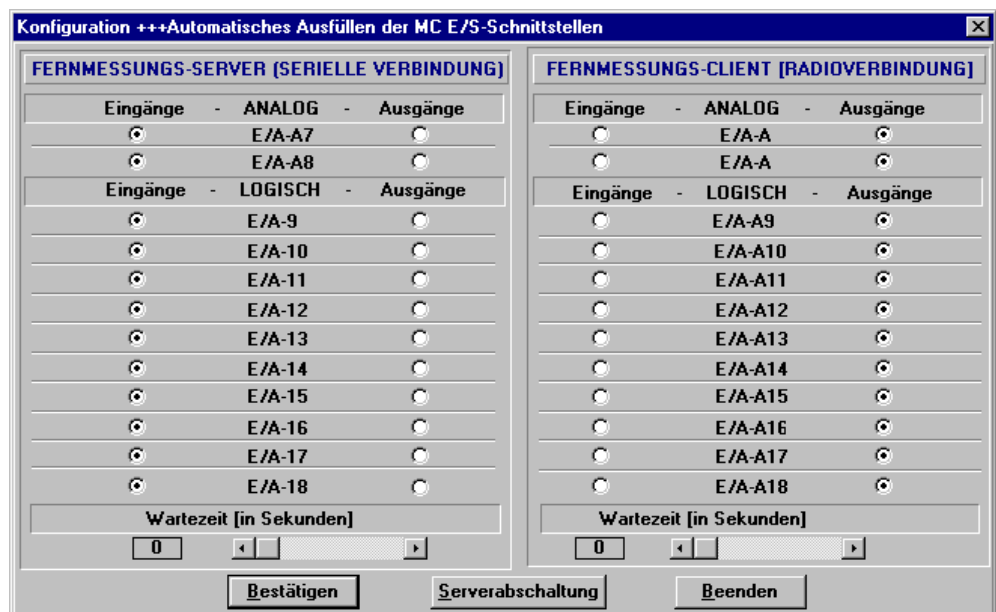 Konfiguration +++Automatisches Ausfüllen der MC E/S-Schnittstellen
FERNMESSUNGS-SERVER (SERIELLE VERBINDUNG)
Eingänge - ANALOG - Ausgänge
E/A-A7
E/A-A8
Eingänge - LOGISCH - Ausgänge
E/A-9
E/A-10
E/A-11
E/A-12
E/A-13
E/A-14
E/A-15
E/A-16
E/A-17
E/A-18
Wartezeit [in Sekunden]
0
FERNMESSUNGS-CLIENT [RADIOVERBINDUNG]
Eingänge - ANALOG - Ausgänge
E/A-A
E/A-A
Eingänge - LOGISCH - Ausgänge
E/A-A9
E/A-A10
E/A-A11
E/A-A12
E/A-A13
E/A-A14
E/A-A15
E/A-A16
E/A-A17
E/A-A18
Wartezeit [in Sekunden]
0
Bestätigen Serverabschaltung Beenden